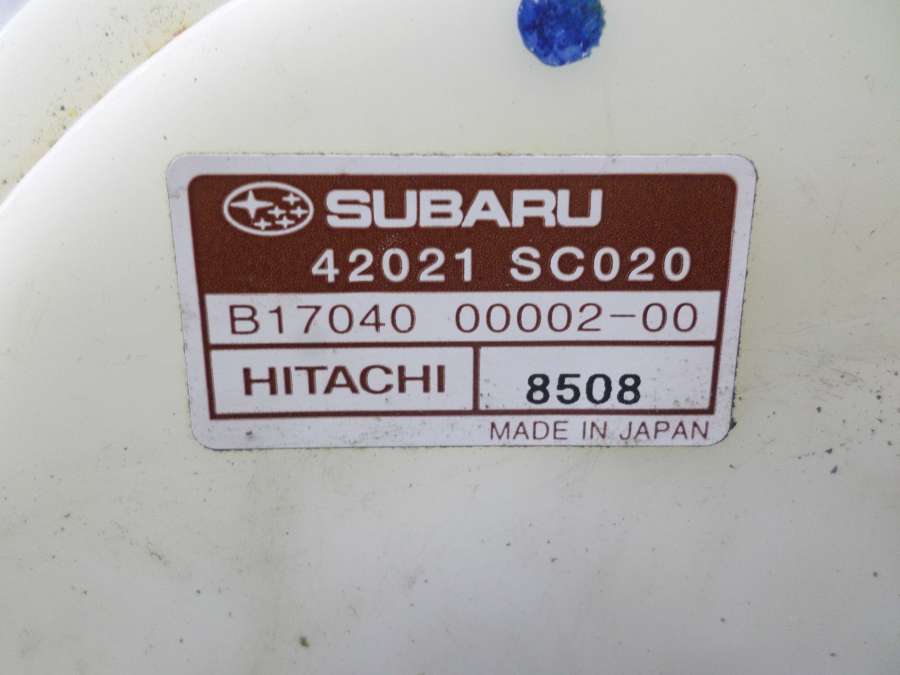 SUBARU
42021 SC020
B17040 00002-00
HITACHI 8508
MADE IN JAPAN